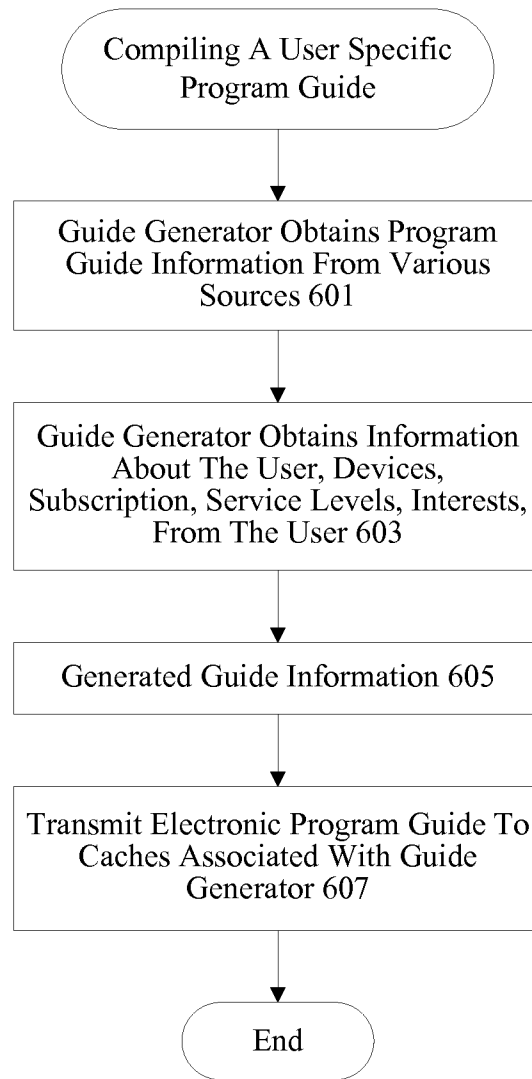 Compiling A User Specific
Program Guide
Guide Generator Obtains Program
Guide Information From Various
Sources 601
Guide Generator Obtains Information
About The User, Devices,
Subscription, Service Levels, Interests,
From The User 603
Generated Guide Information 605
Transmit Electronic Program Guide To
Caches Associated With Guide
Generator 607
End